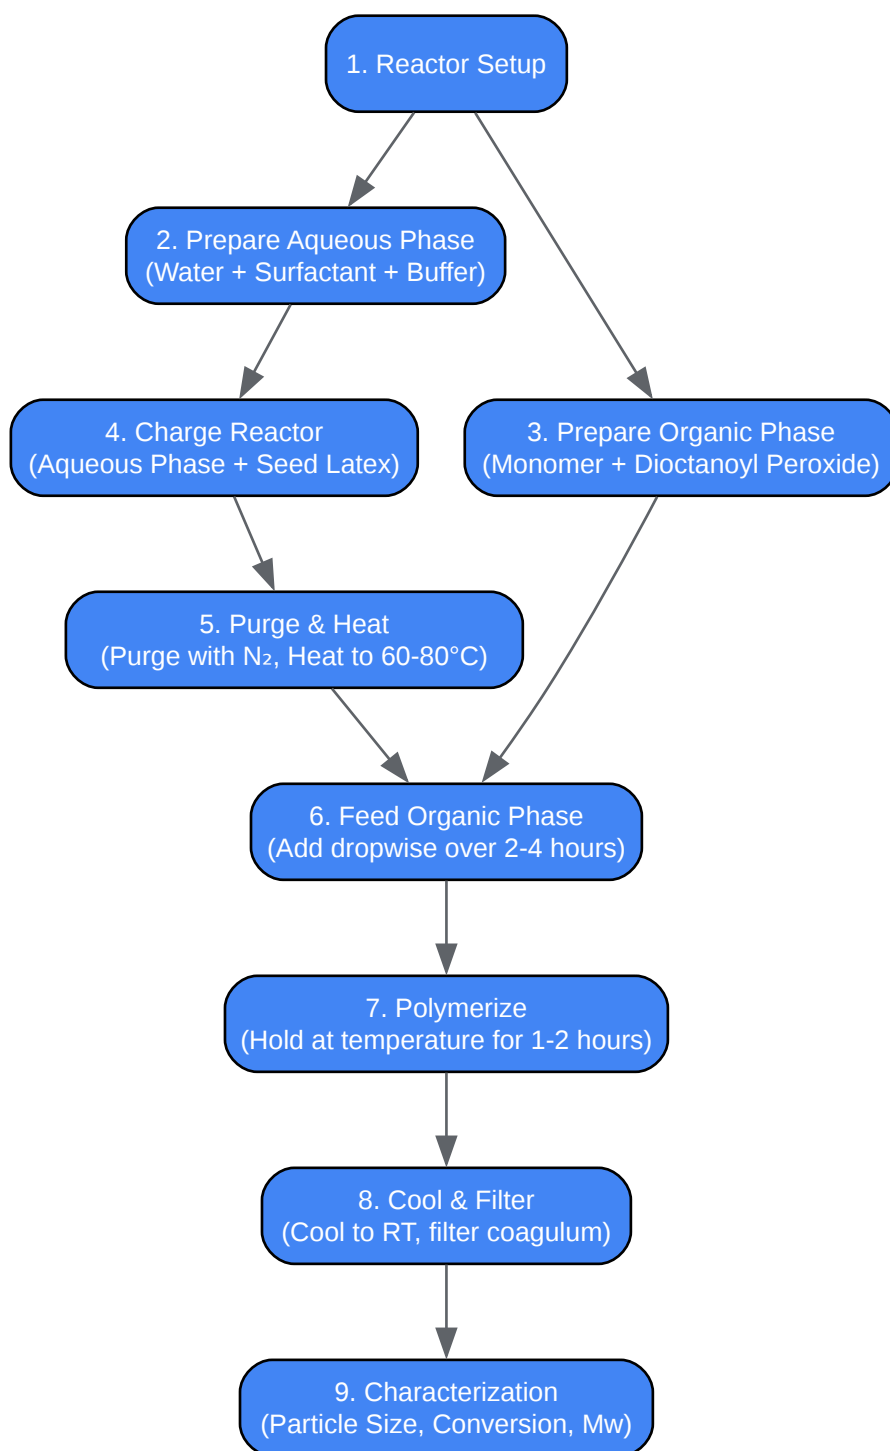 1. Reactor Setup
2. Prepare Aqueous Phase
(Water + Surfactant + Buffer)
4. Charge Reactor
(Aqueous Phase + Seed Latex)
3. Prepare Organic Phase
(Monomer + Dioctanoyl Peroxide)
5. Purge & Heat
(Purge with N₂, Heat to 60-80°C)
6. Feed Organic Phase
(Add dropwise over 2-4 hours)
7. Polymerize
(Hold at temperature for 1-2 hours)
8. Cool & Filter
(Cool to RT, filter coagulum)
9. Characterization
(Particle Size, Conversion, Mw)